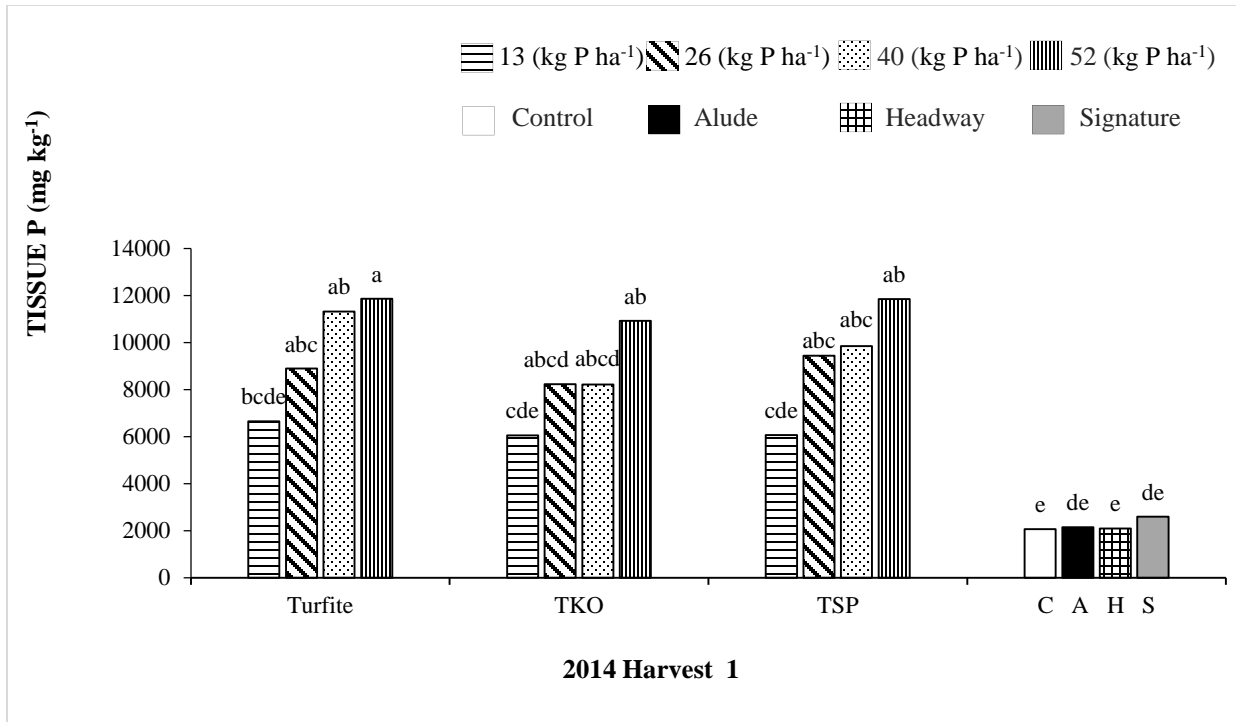 13 (kg P ha⁻¹) 26 (kg P ha⁻¹) 40 (kg P ha⁻¹) 52 (kg P ha⁻¹)
Control Alude Headway Signature
TISSUE P (mg kg⁻¹)
14000
12000
10000
8000
6000
4000
2000
0
bcde abc ab a
cde abcd abcd ab
cde abc abc ab
e de e de
Turfite TKO TSP C A H S
2014 Harvest 1